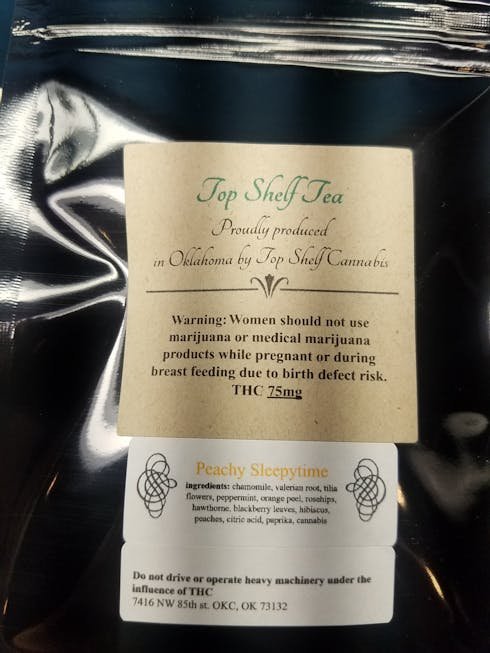 Top Shelf Tea
Proudly produced
in Oklahoma by Top Shelf Cannabis
Warning: Women should not use
marijuana or medical marijuana
products while pregnant or during
breast feeding due to birth defect risk.
THC 75mg
Peachy Sleepytime
ingredients: chamomile, valerian root, tilia
flowers, peppermint, orange peel, rosehips,
hawthorne, blackberry leaves, hibiscus,
peaches, citric acid, paprika, cannabis
Do not drive or operate heavy machinery under the
influence of THC
7416 NW 85th st. OKC, OK 73132